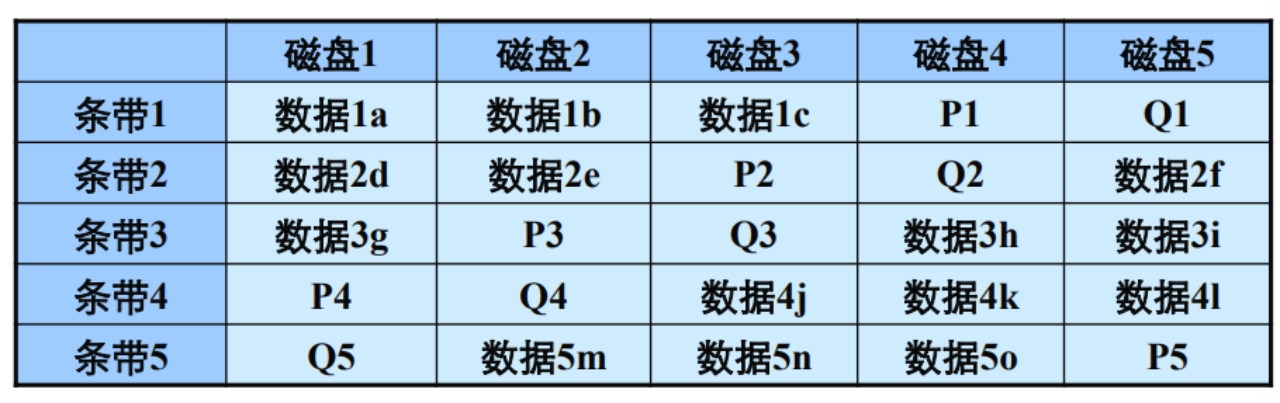 磁盘1 磁盘2 磁盘3 磁盘4 磁盘5
条带1 数据1a 数据1b 数据1c P1 Q1
条带2 数据2d 数据2e P2 Q2 数据2f
条带3 数据3g P3 Q3 数据3h 数据3i
条带4 P4 Q4 数据4j 数据4k 数据4l
条带5 Q5 数据5m 数据5n 数据5o P5